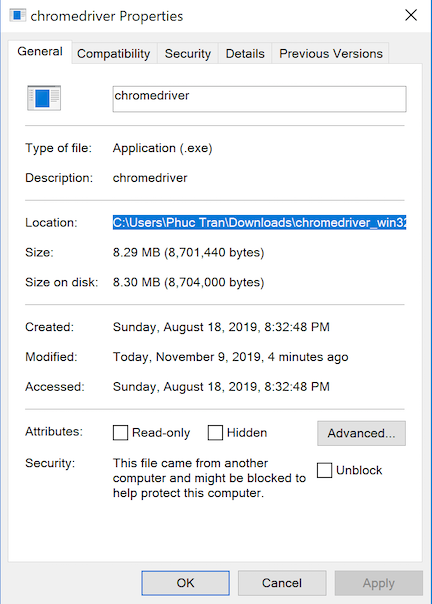 chromedriver Properties
General
Compatibility
Security
Details
Previous Versions
chromedriver
Type of file: Application (.exe)
Description: chromedriver
Location: C:\Users\Phuc Tran\Downloads\chromedriver_win32
Size: 8.29 MB (8,701,440 bytes)
Size on disk: 8.30 MB (8,704,000 bytes)
Created: Sunday, August 18, 2019, 8:32:48 PM
Modified: Today, November 9, 2019, 4 minutes ago
Accessed: Sunday, August 18, 2019, 8:32:48 PM
Attributes: Read-only Hidden Advanced...
Security: This file came from another
computer and might be blocked to Unblock
help protect this computer.
OK Cancel Apply